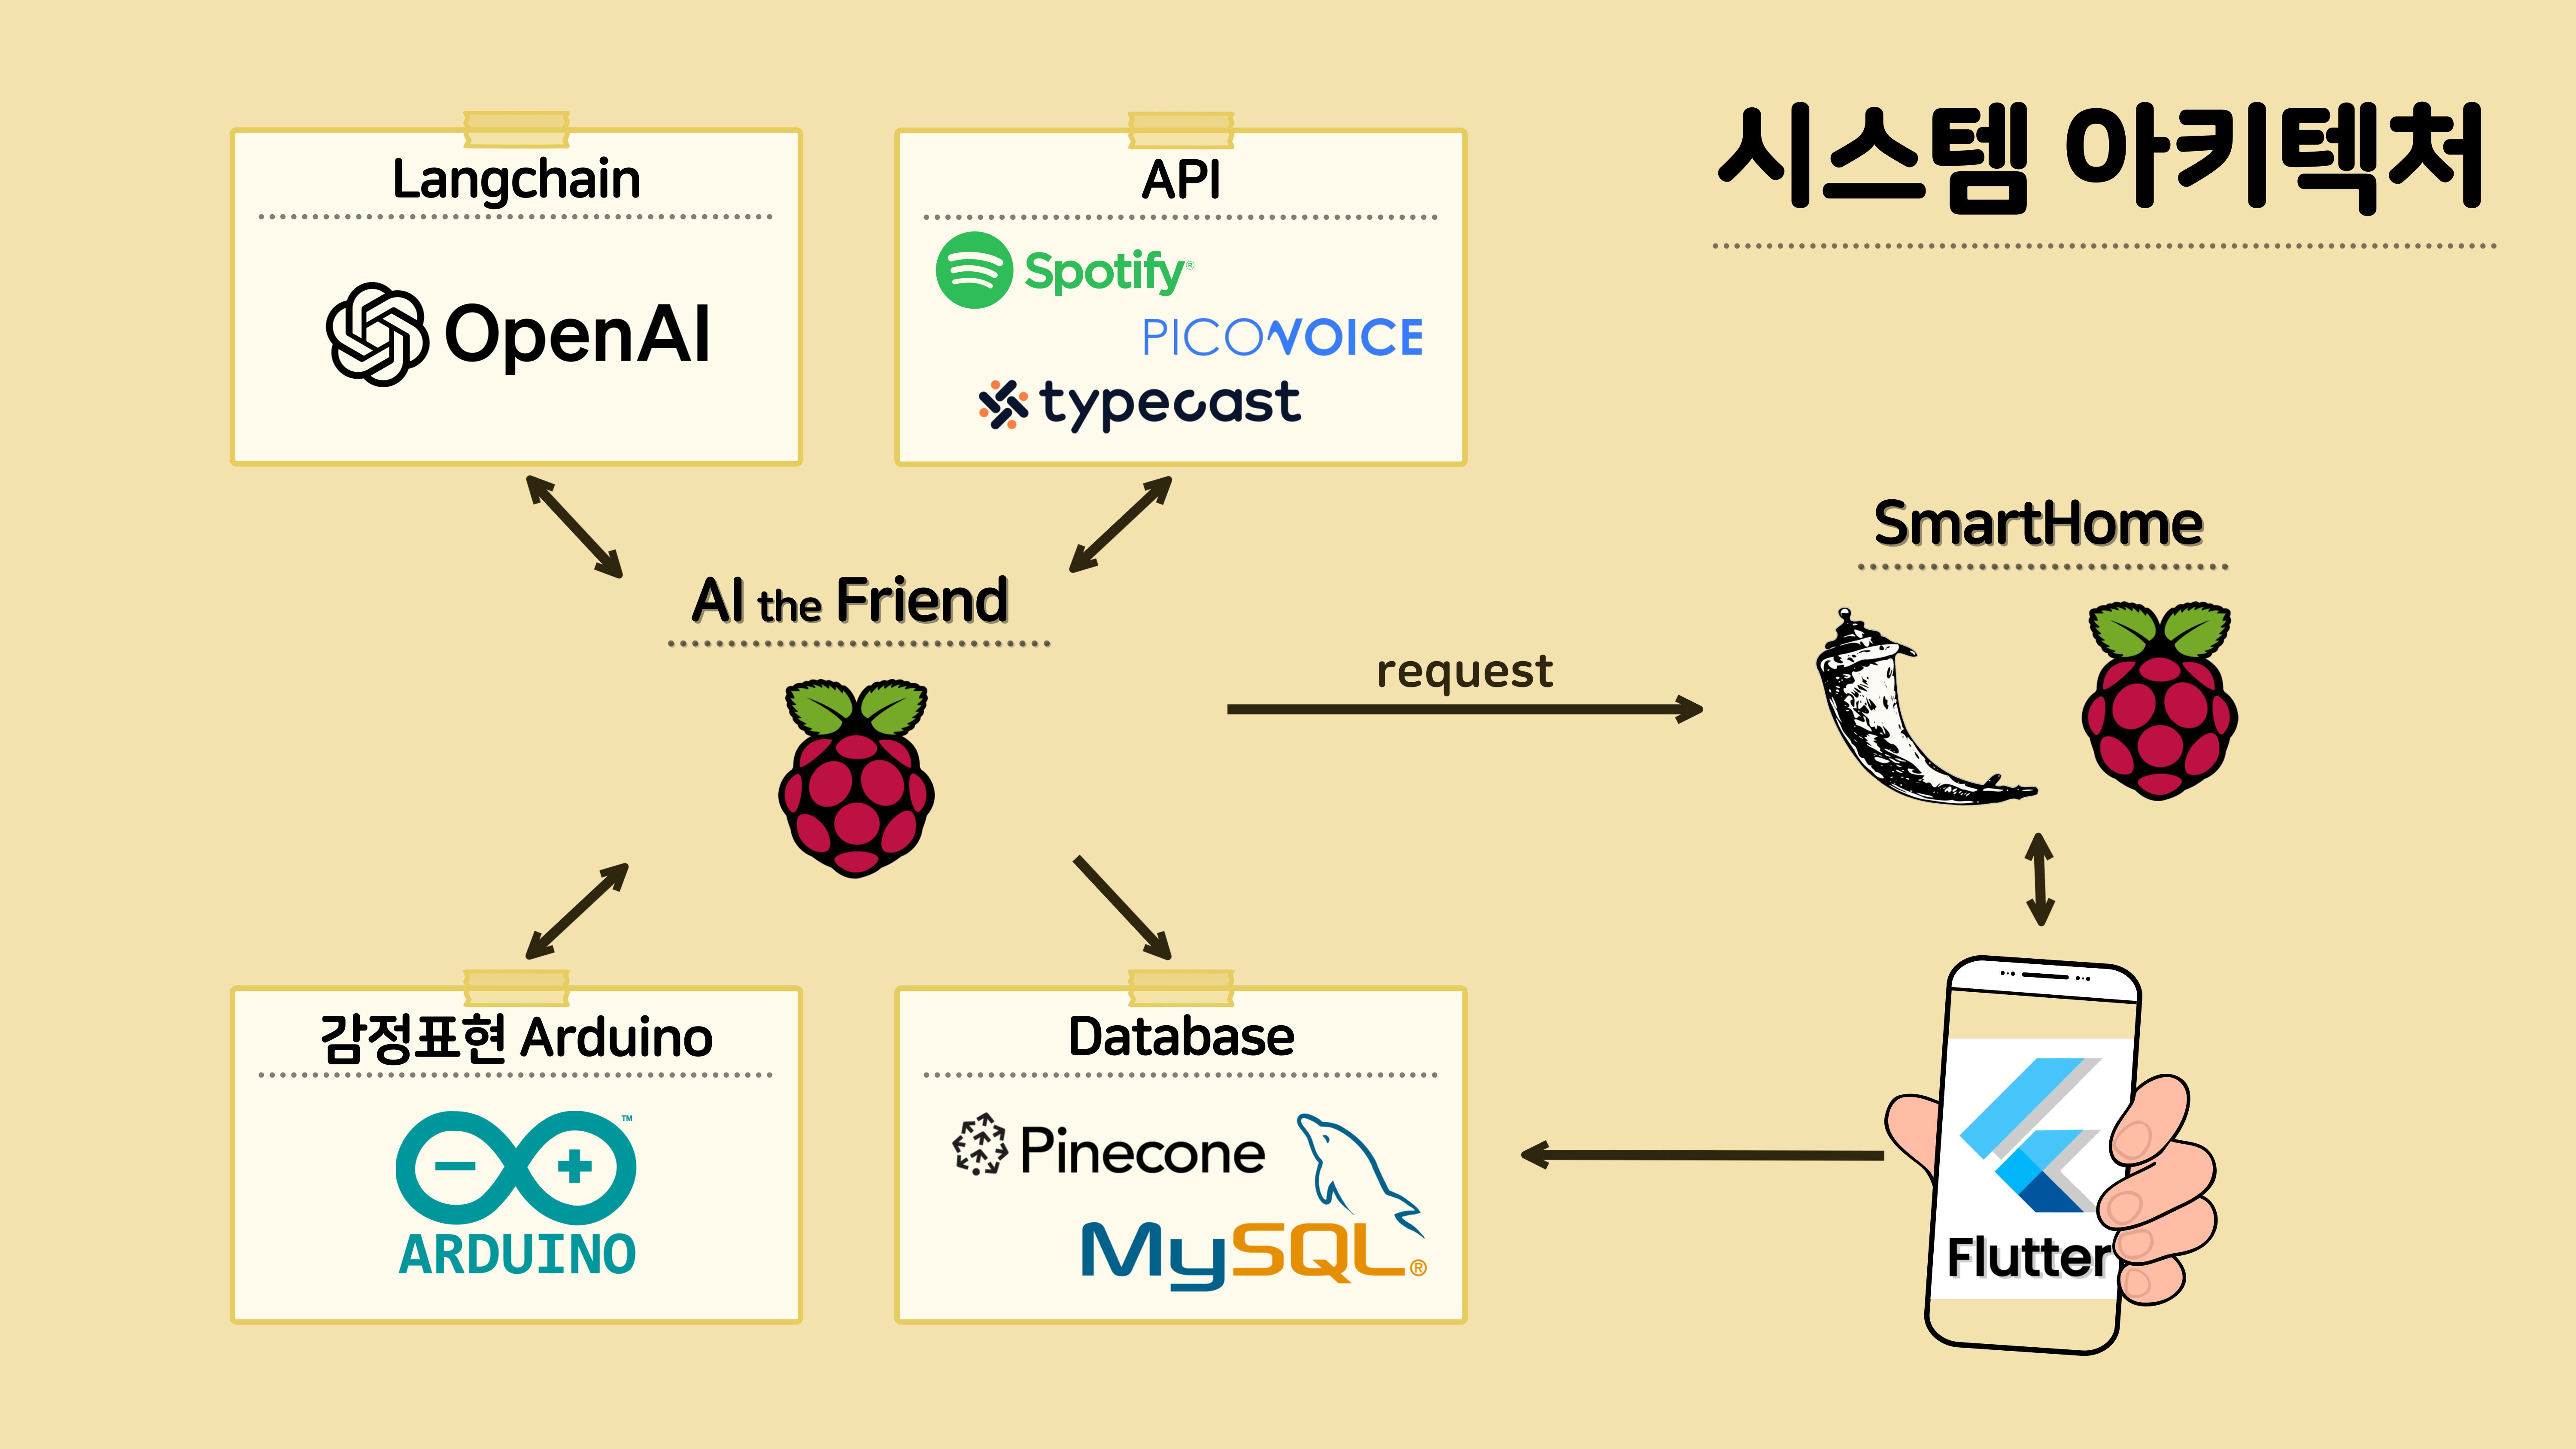 시스템 아키텍처
Langchain
OpenAI
API
Spotify®
PICOVOICE
typecast
AI the Friend
request
SmartHome
감정표현 Arduino
ARDUINO
TM
Database
Pinecone
MySQL®
Flutter